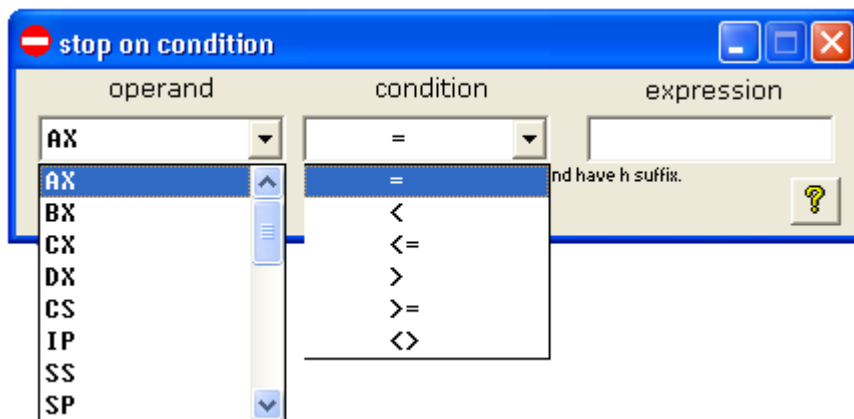 stop on condition
operand condition expression
AX =
AX = nd have h suffix.
BX <
CX <=
DX >
CS >=
IP <>
SS
SP
?